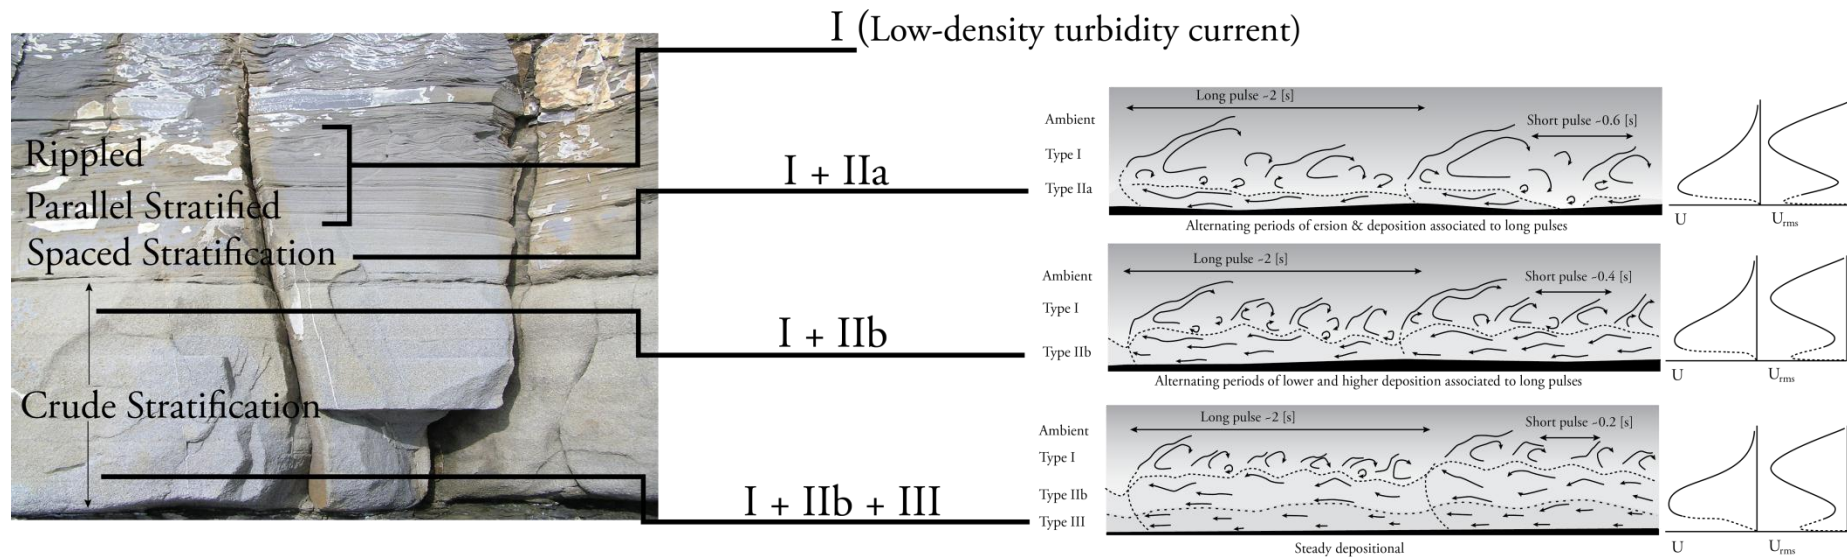 I (Low-density turbidity current)
Rippled
Parallel Stratified
Spaced Stratification
Crude Stratification
I + IIa
I + IIb
I + IIb + III
Long pulse ~2 [s]
Short pulse ~0.6 [s]
Ambient
Type I
Type IIa
Alternating periods of ersion & deposition associated to long pulses
U
Urms
Long pulse ~2 [s]
Short pulse ~0.4 [s]
Ambient
Type I
Type IIb
Alternating periods of lower and higher deposition associated to long pulses
U
Urms
Long pulse ~2 [s]
Short pulse ~0.2 [s]
Ambient
Type I
Type IIb
Type III
Steady depositional
U
Urms